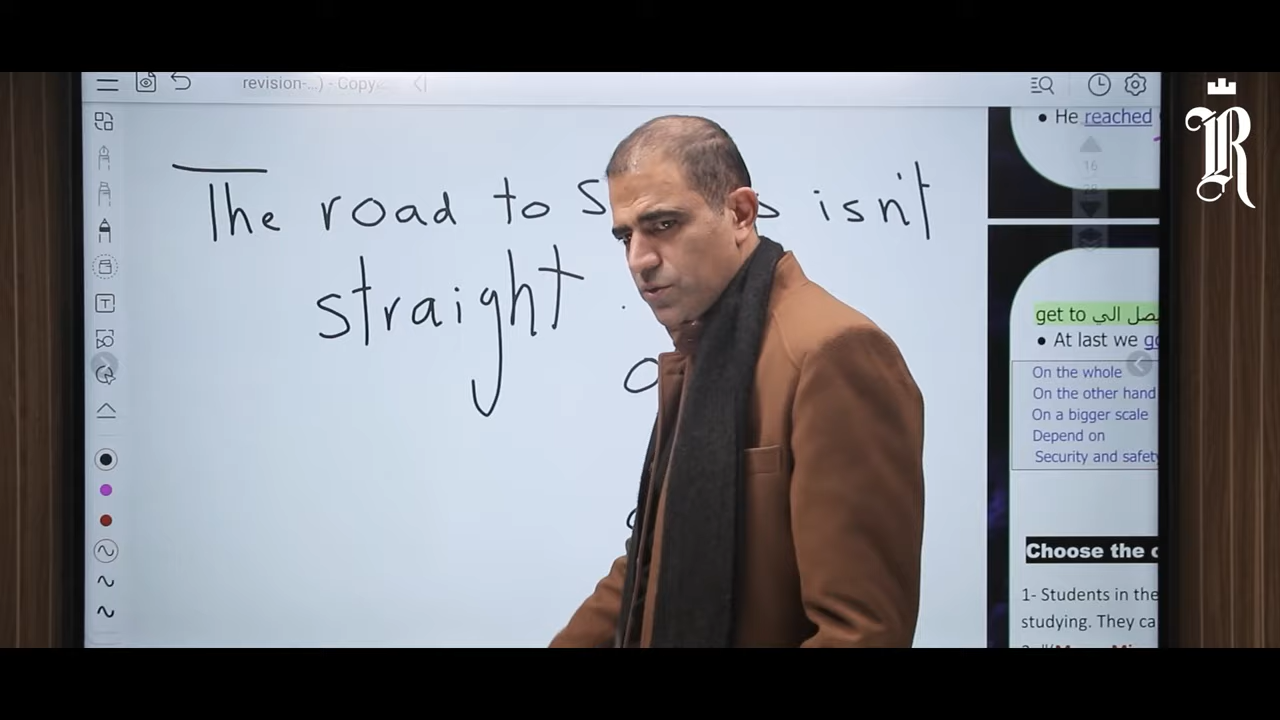 revision-...) - Copy
The road to isn't
straight
He reached
16
28
get to يصل الي
At last we
On the whole
On the other hand
On a bigger scale
Depend on
Security and safety
Choose the
1- Students in the
studying. They
R